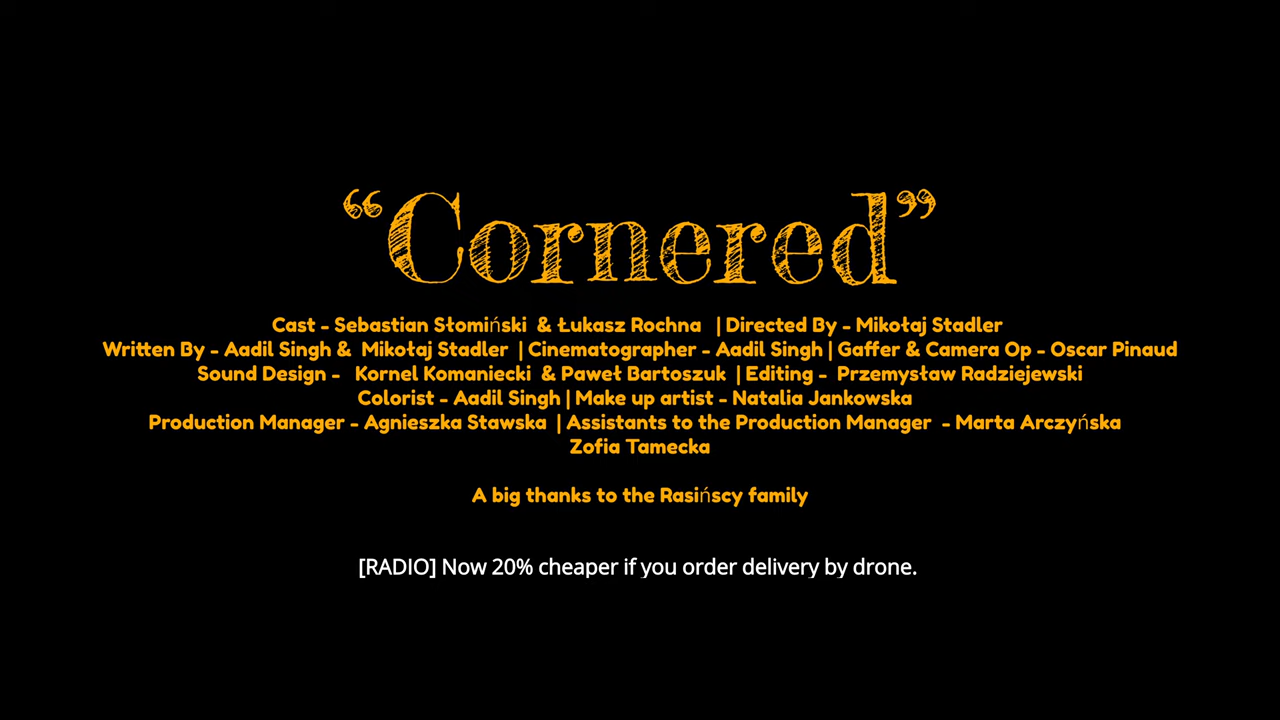 “Cornered”
Cast - Sebastian Słomiński & Łukasz Rochna | Directed By - Mikołaj Stadler
Written By - Aadil Singh & Mikołaj Stadler | Cinematographer - Aadil Singh | Gaffer & Camera Op - Oscar Pinaud
Sound Design - Kornel Komaniecki & Paweł Bartoszuk | Editing - Przemysław Radziejewski
Colorist - Aadil Singh | Make up artist - Natalia Jankowska
Production Manager - Agnieszka Stawska | Assistants to the Production Manager - Marta Arczyńska
Zofia Tamecka
A big thanks to the Rasińscy family
[RADIO] Now 20% cheaper if you order delivery by drone.